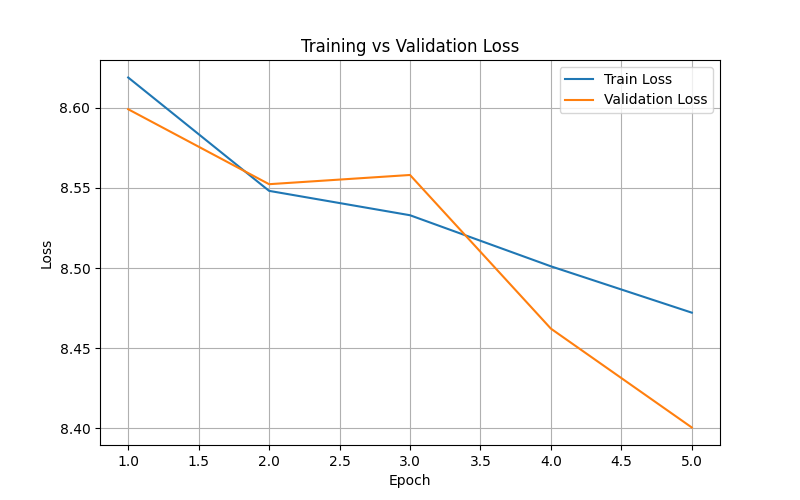 Training vs Validation Loss
Train Loss
Validation Loss
8.60
8.55
8.50
8.45
8.40
Loss
1.0 1.5 2.0 2.5 3.0 3.5 4.0 4.5 5.0
Epoch